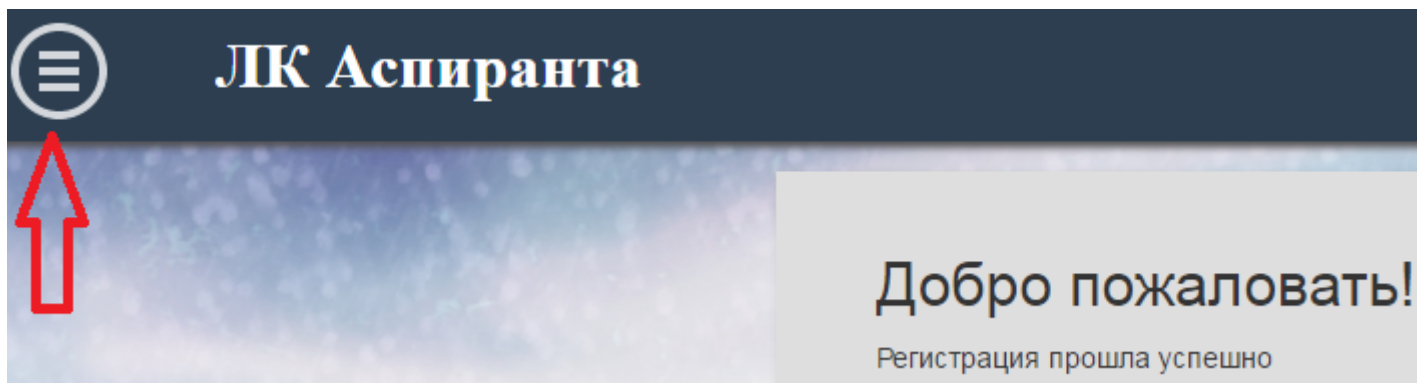 ЛК Аспиранта
Добро пожаловать!
Регистрация прошла успешно